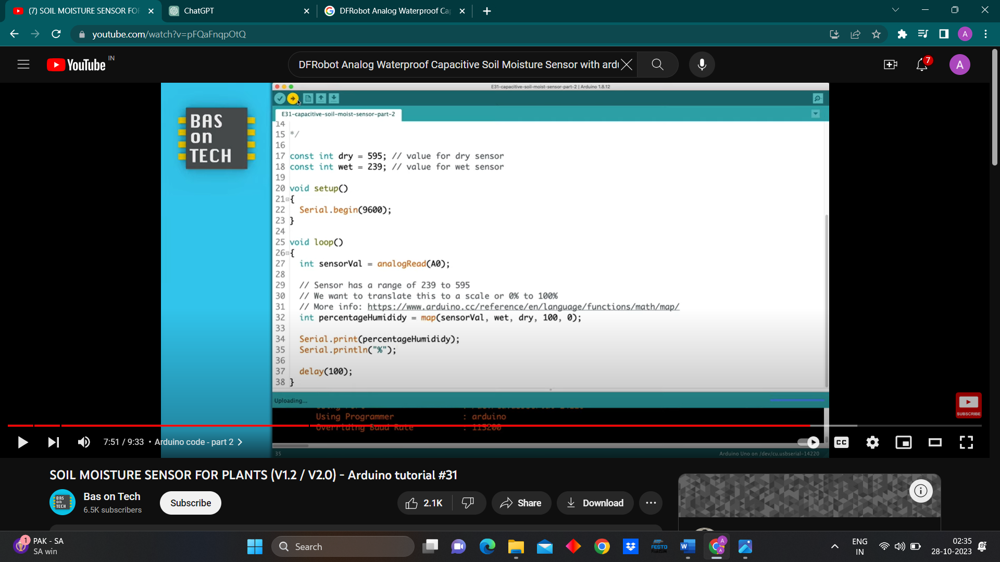 (7) SOIL MOISTURE SENSOR FO
ChatGPT
DFRobot Analog Waterproof Ca
youtube.com/watch?v=pFQaFnqpOtQ
A
YouTube IN
DFRobot Analog Waterproof Capacitive Soil Moisture Sensor with ardu
7
A
E31-capacitive-soil-moist-sensor-part-2 | Arduino 1.8.12
BAS
on
TECH
E31-capacitive-soil-moist-sensor-part-2
14
15 */
16
17 const int dry = 595; // value for dry sensor
18 const int wet = 239; // value for wet sensor
19
20 void setup()
21 {
22 Serial.begin(9600);
23 }
24
25 void loop()
26 {
27 int sensorVal = analogRead(A0);
28
29 // Sensor has a range of 239 to 595
30 // We want to translate this to a scale or 0% to 100%
31 // More info: https://www.arduino.cc/reference/en/language/functions/math/map/
32 int percentageHumididy = map(sensorVal, wet, dry, 100, 0);
33
34 Serial.print(percentageHumididy);
35 Serial.println("%");
36
37 delay(100);
38 }
Uploading...
Using Programmer : arduino
Overriding Baud Rate : 115200
SUBSCRIBE
7:51 / 9:33 • Arduino code - part 2
CC
35
Arduino Uno on /dev/cu.usbserial-14220
SOIL MOISTURE SENSOR FOR PLANTS (V1.2 / V2.0) - Arduino tutorial #31
BAS
on
TECH
Bas on Tech
6.5K subscribers
Subscribe
2.1K
Share
Download
1
PAK - SA
SA win
Search
FESTO
A
A
ENG
IN
02:35
28-10-2023